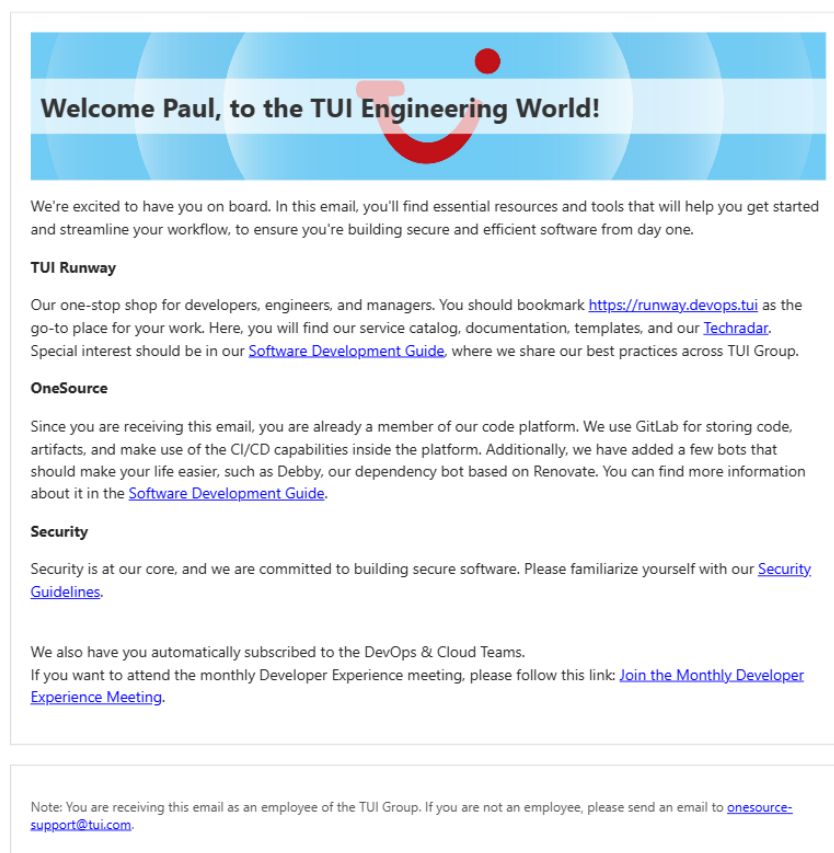 Welcome Paul, to the TUI Engineering World!
We're excited to have you on board. In this email, you'll find essential resources and tools that will help you get started
and streamline your workflow, to ensure you're building secure and efficient software from day one.
TUI Runway
Our one-stop shop for developers, engineers, and managers. You should bookmark https://runway.devops.tui as the
go-to place for your work. Here, you will find our service catalog, documentation, templates, and our Techradar.
Special interest should be in our Software Development Guide, where we share our best practices across TUI Group.
OneSource
Since you are receiving this email, you are already a member of our code platform. We use GitLab for storing code,
artifacts, and make use of the CI/CD capabilities inside the platform. Additionally, we have added a few bots that
should make your life easier, such as Debby, our dependency bot based on Renovate. You can find more information
about it in the Software Development Guide.
Security
Security is at our core, and we are committed to building secure software. Please familiarize yourself with our Security
Guidelines.
We also have you automatically subscribed to the DevOps & Cloud Teams.
If you want to attend the monthly Developer Experience meeting, please follow this link: Join the Monthly Developer
Experience Meeting.
Note: You are receiving this email as an employee of the TUI Group. If you are not an employee, please send an email to onesource-
support@tui.com.